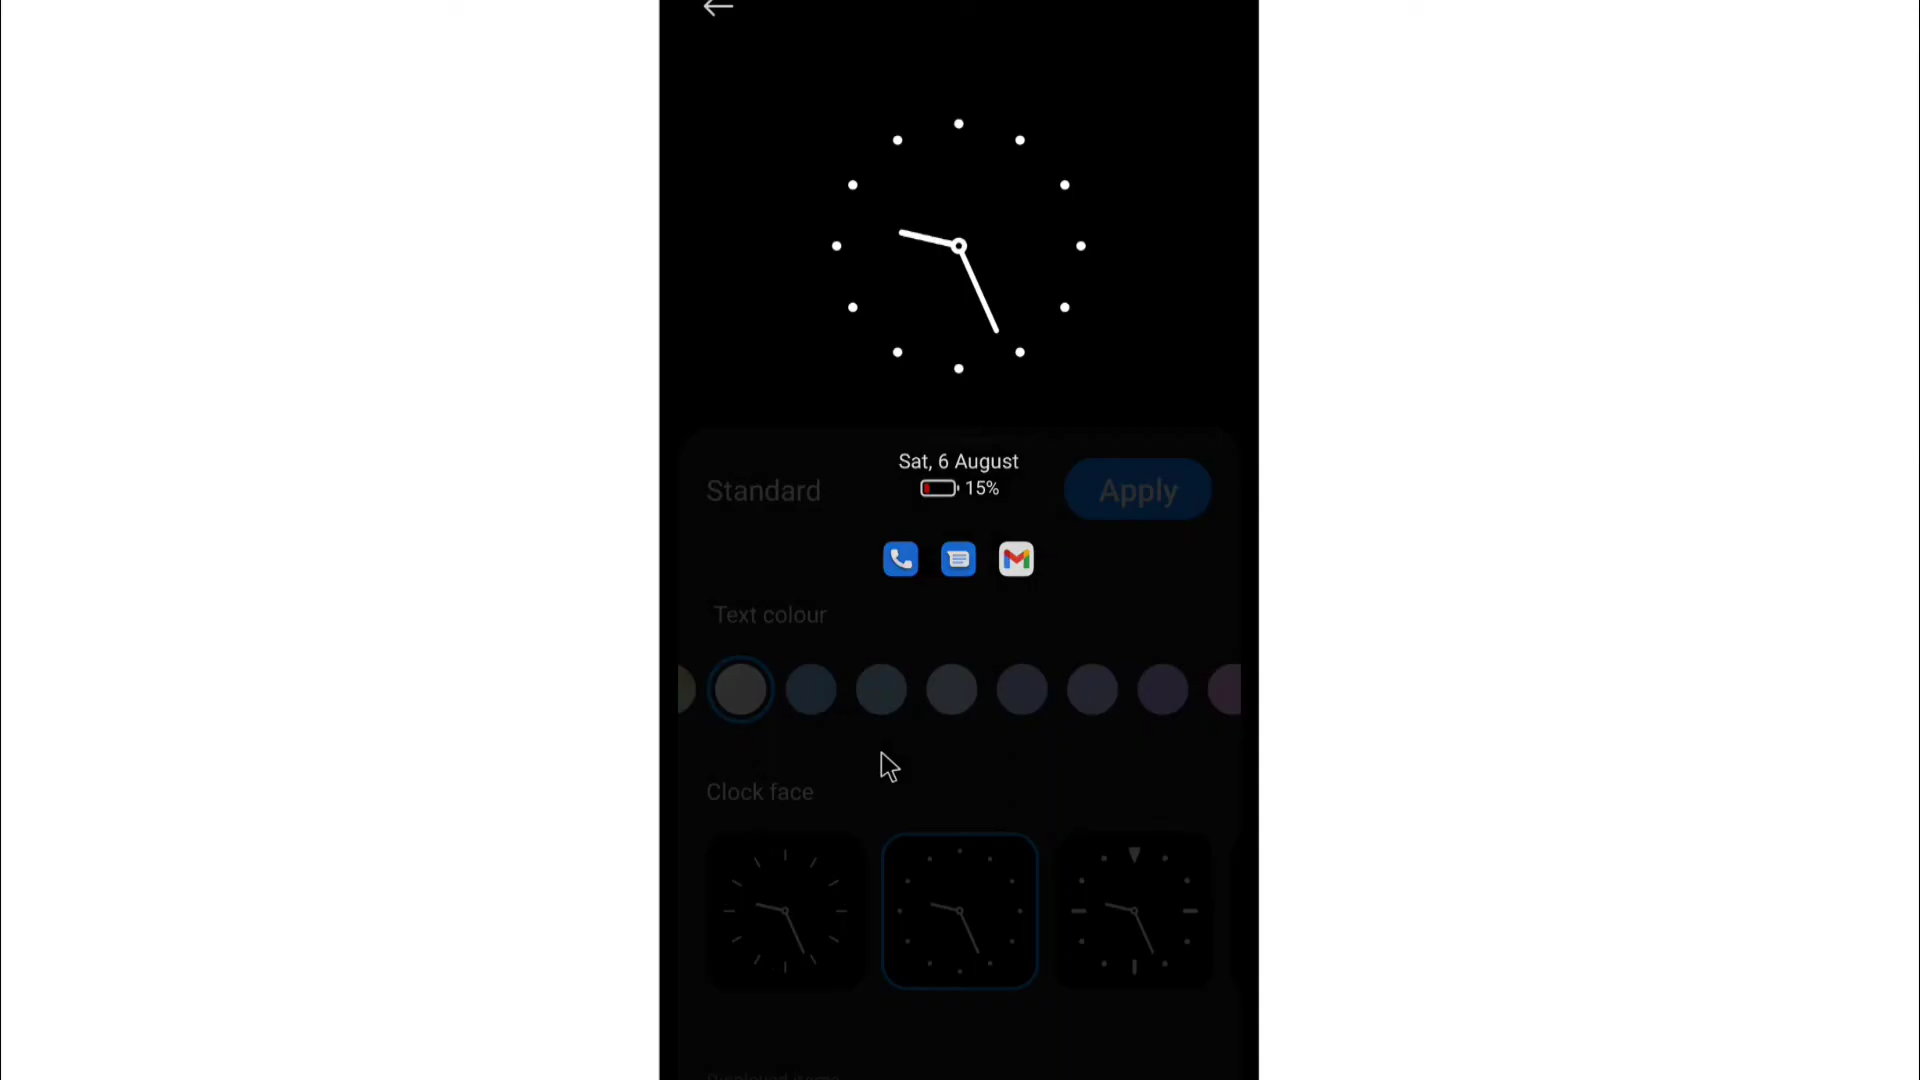 Sat, 6 August
Standard
15%
Apply
Text colour
Clock face